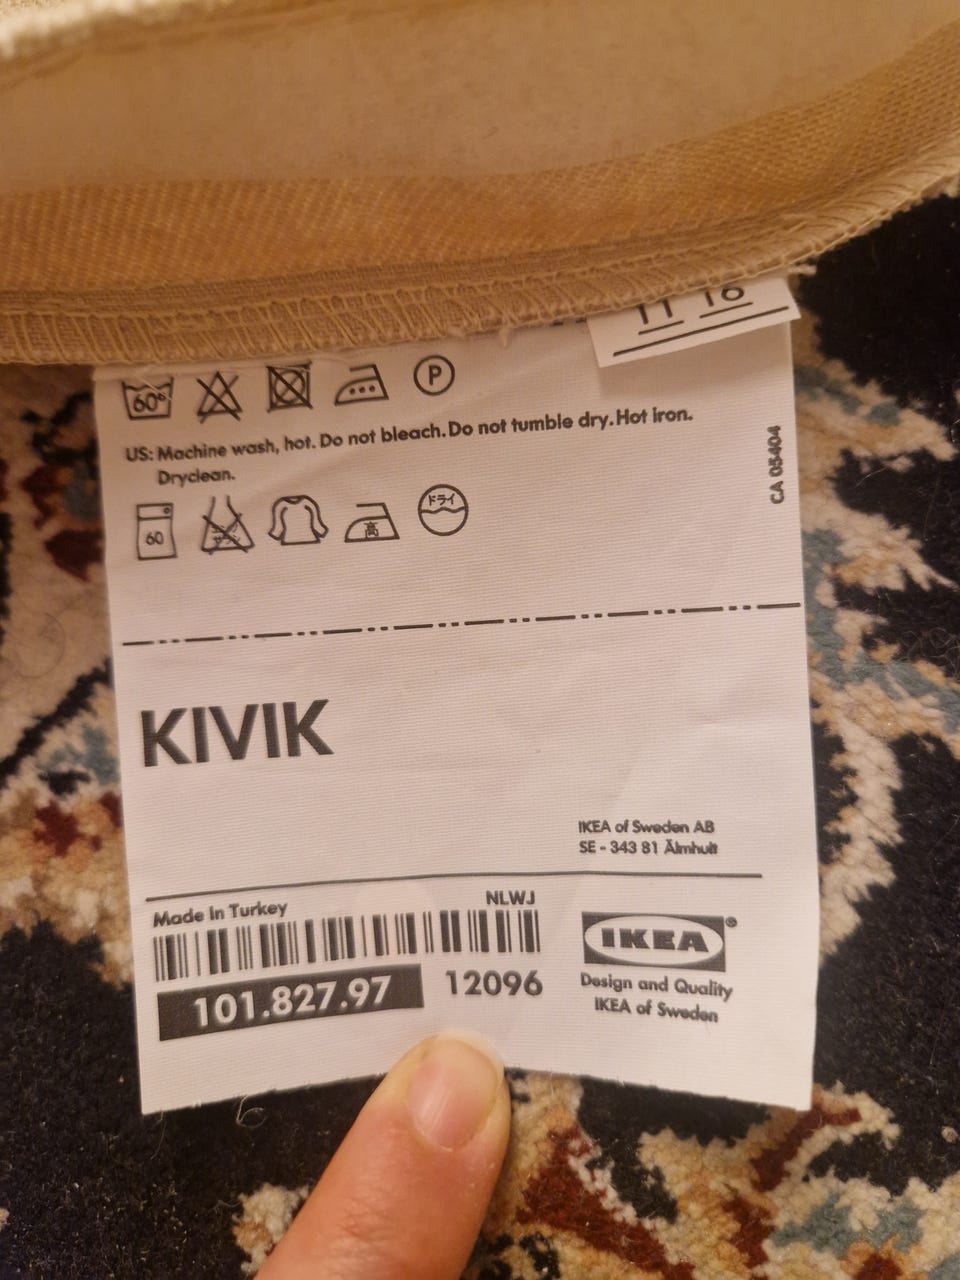 11 16
60°
P
US: Machine wash, hot. Do not bleach. Do not tumble dry. Hot iron.
Dryclean.
CA 05404
60
高
ドライ
KIVIK
IKEA of Sweden AB
SE - 343 81 Älmhult
Made In Turkey
NLWJ
101.827.97
12096
IKEA®
Design and Quality
IKEA of Sweden